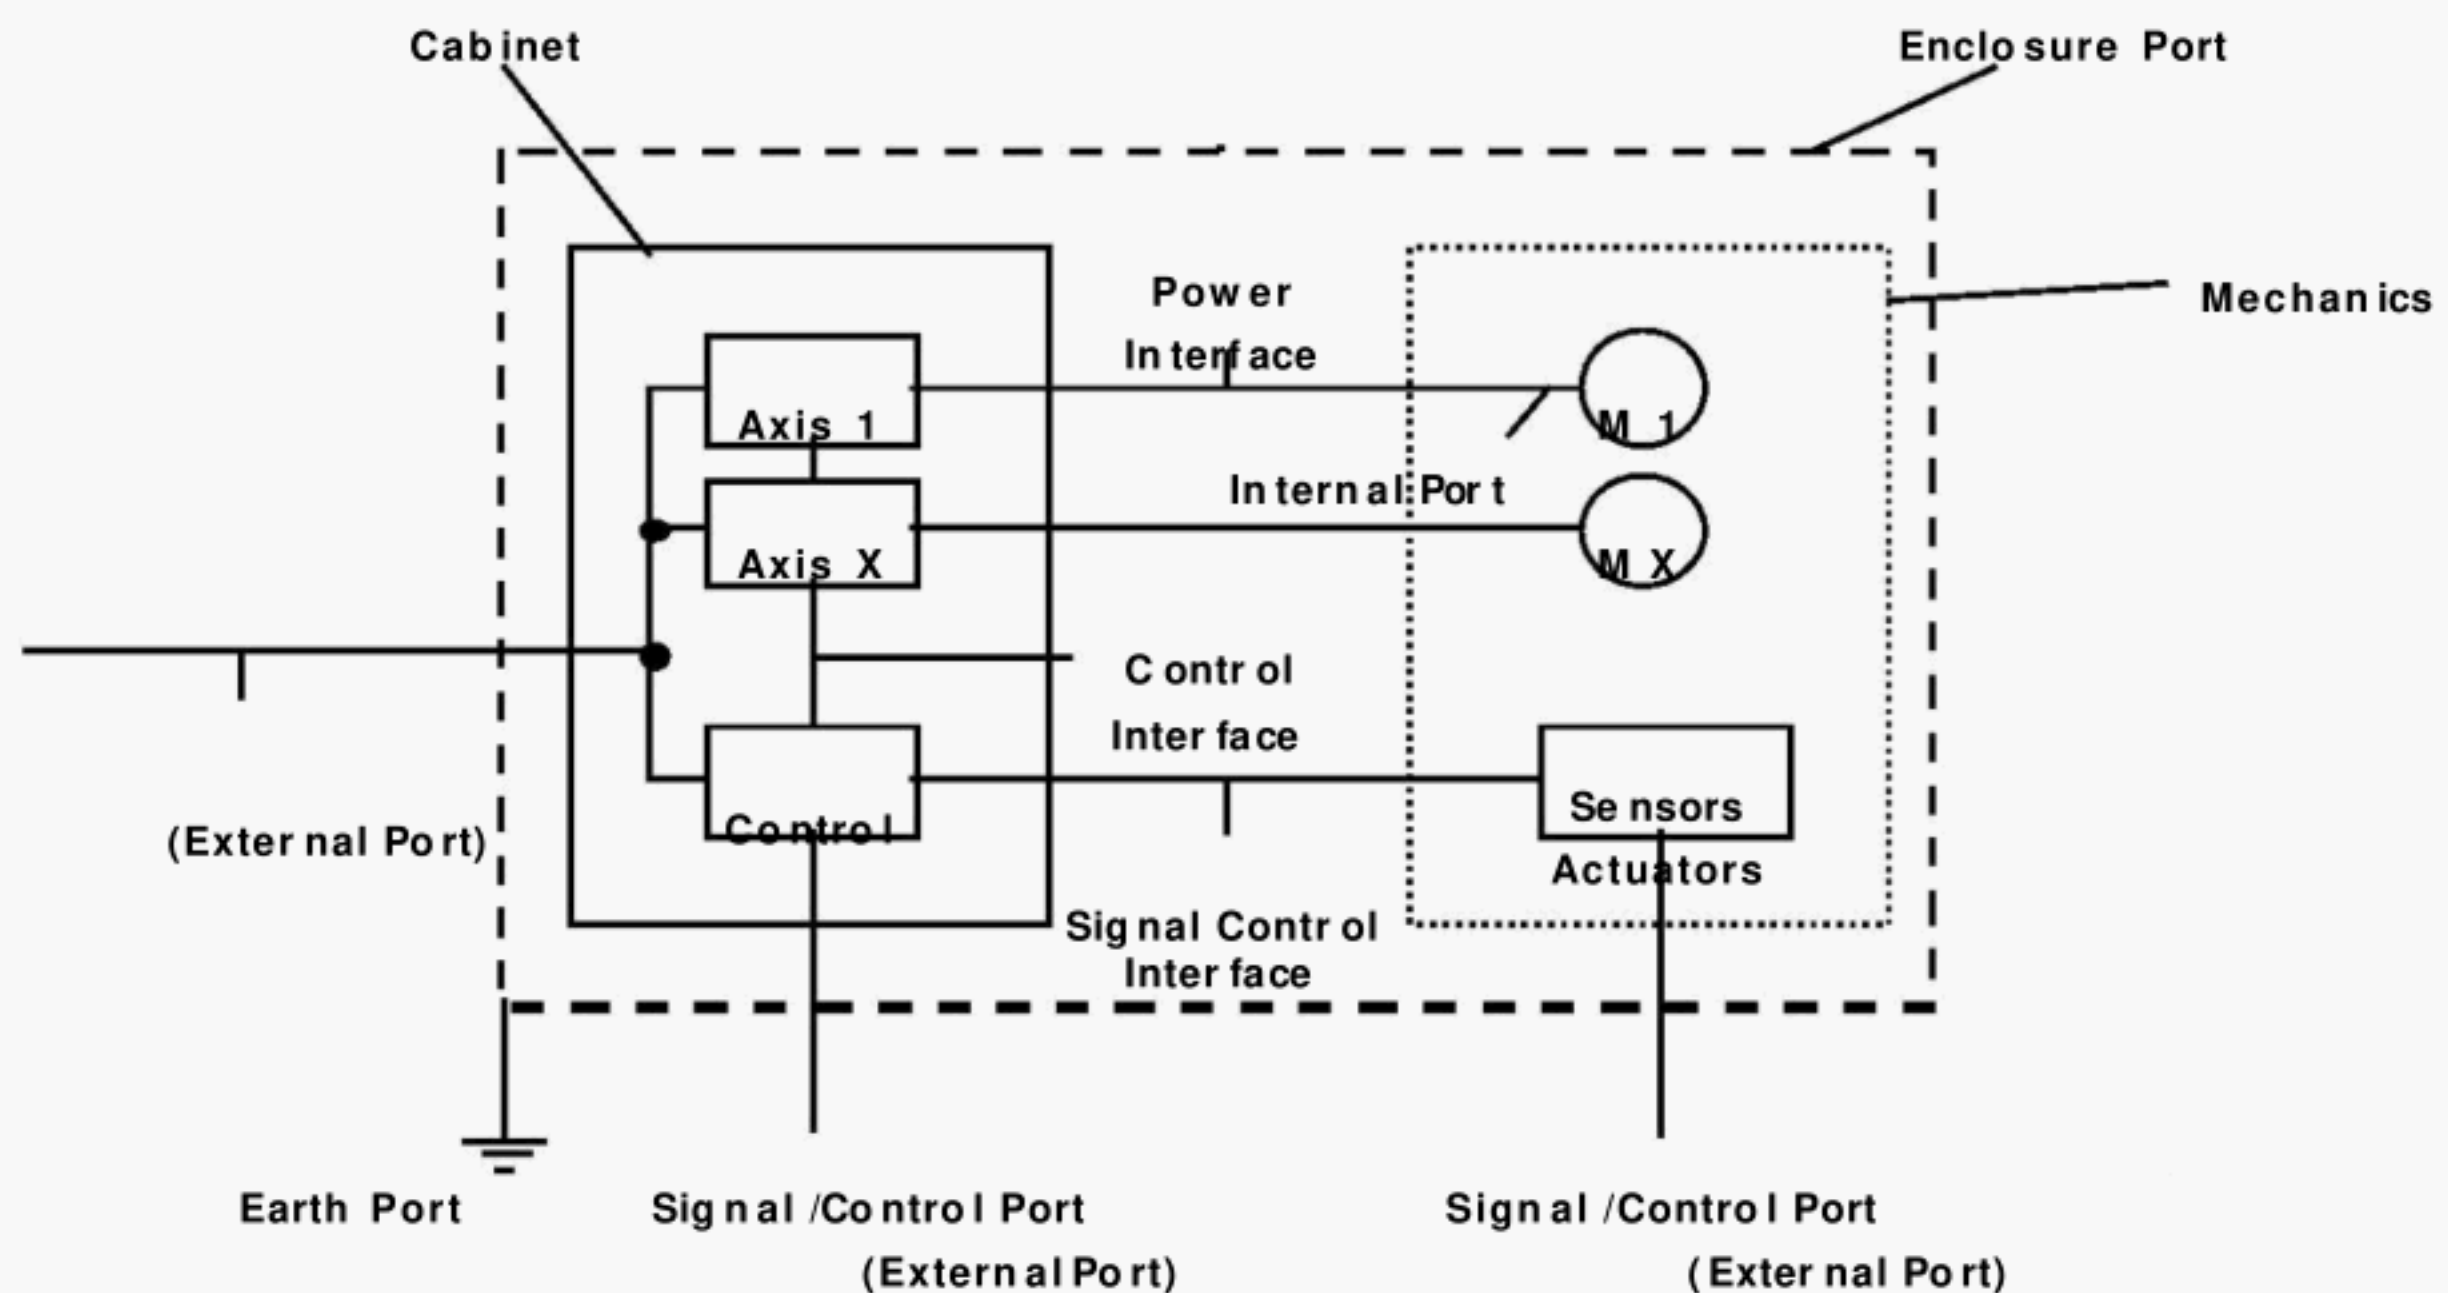 Cabinet
Enclosure Port
Power
Interface
Mechanics
Axis 1
M 1
Internal Port
Axis X
M X
Control
Interface
Control
Sensors
Actuators
(External Port)
Signal Control
Interface
Earth Port
Signal /Control Port
(External Port)
Signal /Control Port
(External Port)